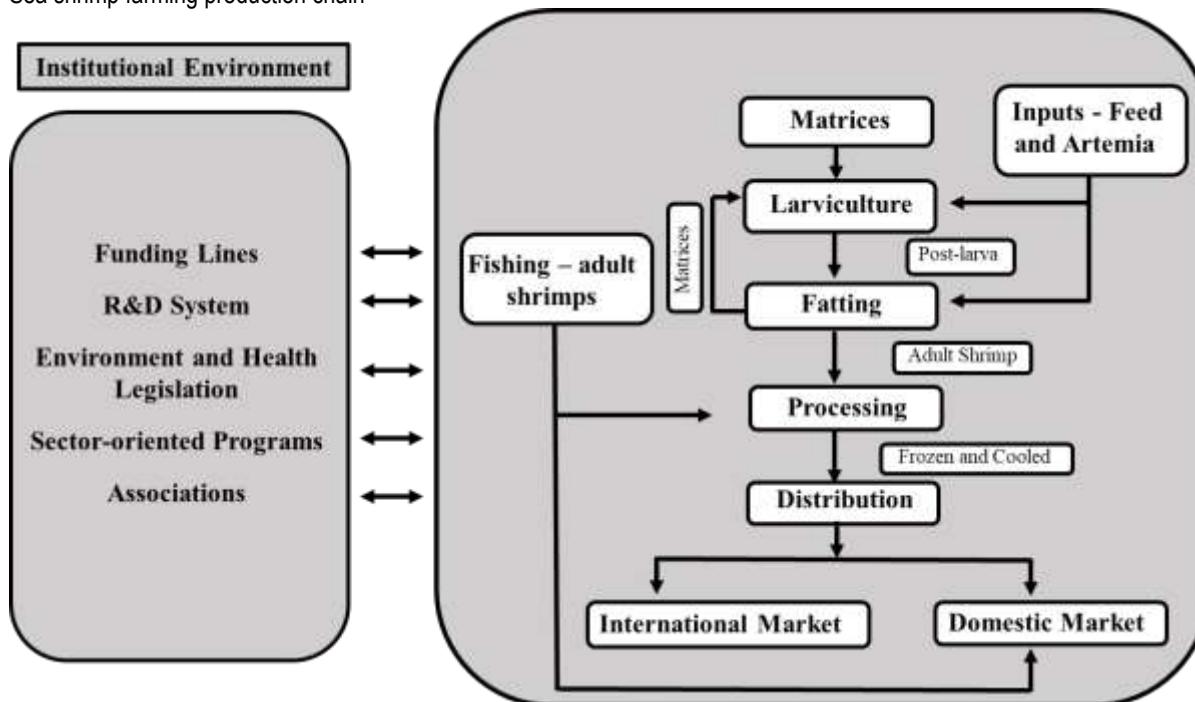 Sea shrimp farming production chain
Institutional Environment
Funding Lines
R&D System
Environment and Health
Legislation
Sector-oriented Programs
Associations
Matrices
Inputs - Feed
and Artemia
Larviculture
Matrices
Post-larva
Fishing – adult
shrimps
Fatting
Adult Shrimp
Processing
Frozen and Cooled
Distribution
International Market
Domestic Market